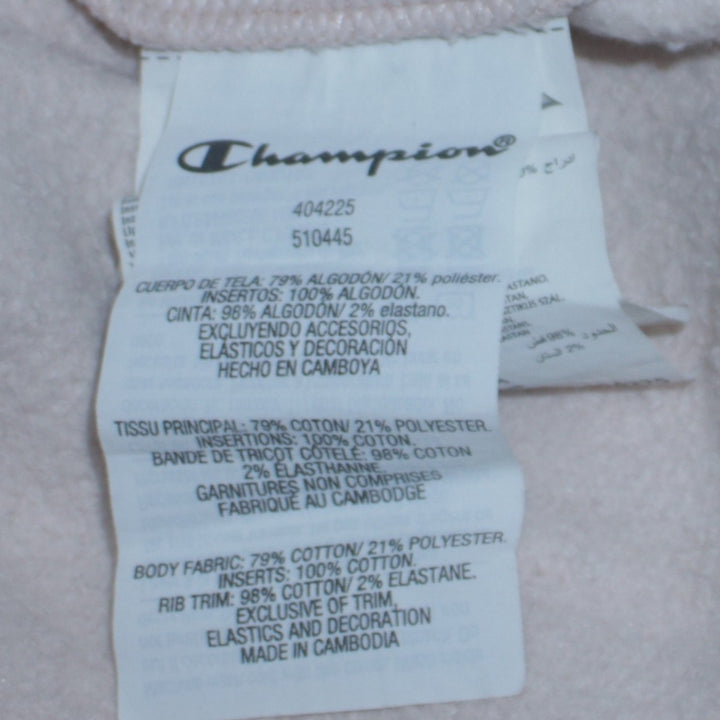 Champion®
404225
510445
CUERPO DE TELA: 79% ALGODÓN/ 21% poliéster.
INSERTOS: 100% ALGODÓN.
CINTA: 98% ALGODÓN/ 2% elastano.
EXCLUYENDO ACCESORIOS,
ELÁSTICOS Y DECORACIÓN
HECHO EN CAMBOYA
TISSU PRINCIPAL: 79% COTON/ 21% POLYESTER.
INSERTIONS: 100% COTON.
BANDE DE TRICOT CÔTELÉ: 98% COTON
2% ÉLASTHANNE.
GARNITURES NON COMPRISES
FABRIQUÉ AU CAMBODGE
BODY FABRIC: 79% COTTON/ 21% POLYESTER.
INSERTS: 100% COTTON.
RIB TRIM: 98% COTTON/ 2% ELASTANE.
EXCLUSIVE OF TRIM,
ELASTICS AND DECORATION
MADE IN CAMBODIA